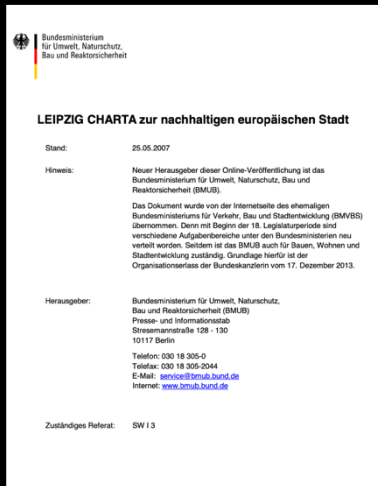 Bundesministerium
für Umwelt, Naturschutz,
Bau und Reaktorsicherheit
LEIPZIG CHARTA zur nachhaltigen europäischen Stadt
Stand: 25.05.2007
Hinweis: Neuer Herausgeber dieser Online-Veröffentlichung ist das
Bundesministerium für Umwelt, Naturschutz, Bau und
Reaktorsicherheit (BMUB).
Das Dokument wurde von der Internetseite des ehemaligen
Bundesministeriums für Verkehr, Bau und Stadtentwicklung (BMVBS)
übernommen. Denn mit Beginn der 18. Legislaturperiode sind
verschiedene Aufgabenbereiche unter den Bundesministerien neu
verteilt worden. Seitdem ist das BMUB auch für Bauen, Wohnen und
Stadtentwicklung zuständig. Grundlage hierfür ist der
Organisationserlass der Bundeskanzlerin vom 17. Dezember 2013.
Herausgeber: Bundesministerium für Umwelt, Naturschutz,
Bau und Reaktorsicherheit (BMUB)
Presse- und Informationsstab
Stresemannstraße 128 - 130
10117 Berlin
Telefon: 030 18 305-0
Telefax: 030 18 305-2044
E-Mail: service@bmub.bund.de
Internet: www.bmub.bund.de
Zuständiges Referat: SW I 3